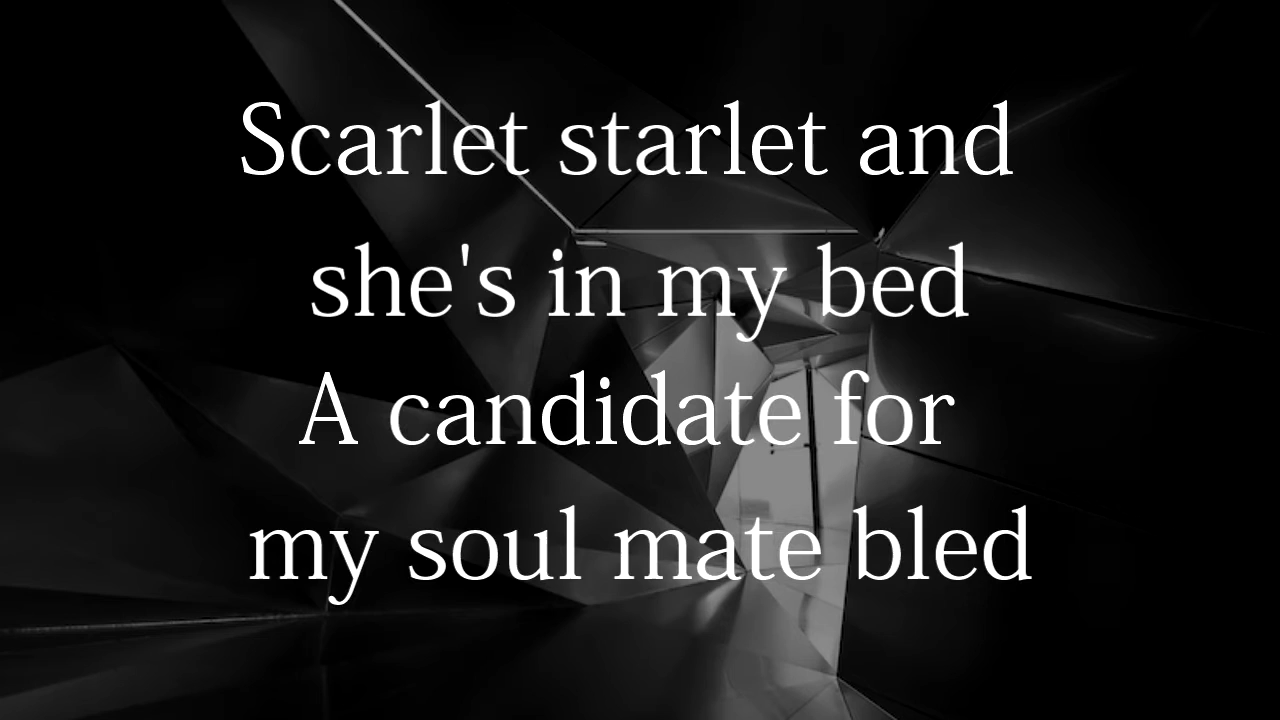 Scarlet starlet and
she's in my bed
A candidate for
my soul mate bled